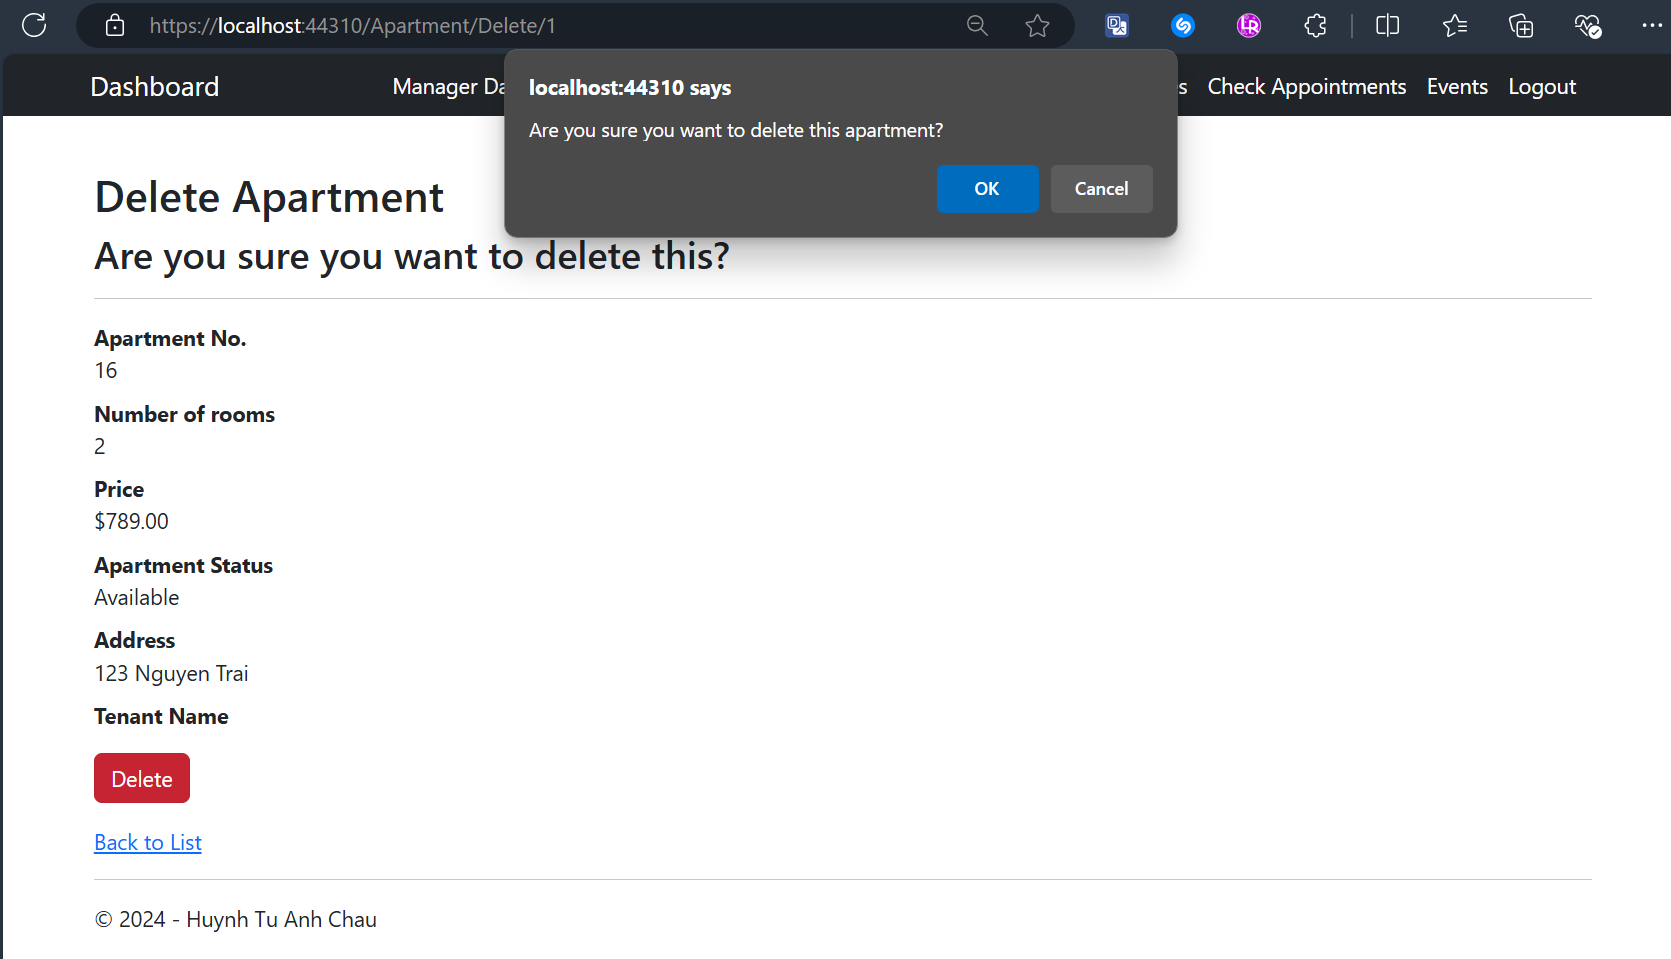 https://localhost:44310/Apartment/Delete/1
Dashboard
Manager
Check Appointments
Events
Logout
localhost:44310 says
Are you sure you want to delete this apartment?
OK
Cancel
Delete Apartment
Are you sure you want to delete this?
Apartment No.
16
Number of rooms
2
Price
$789.00
Apartment Status
Available
Address
123 Nguyen Trai
Tenant Name
Delete
Back to List
© 2024 - Huynh Tu Anh Chau